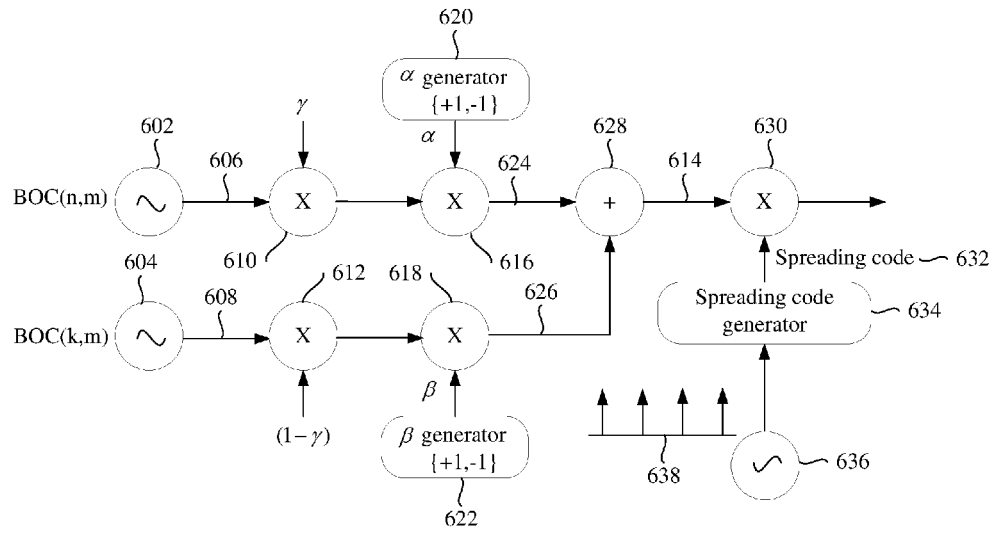 620
α generator
{+1,-1}
γ
α
602
606
624
628
614
630
BOC(n,m)
X
X
+
X
610
616
604
608
612
618
626
Spreading code
632
BOC(k,m)
X
X
Spreading code
generator
634
β
(1-γ)
β generator
{+1,-1}
622
638
636